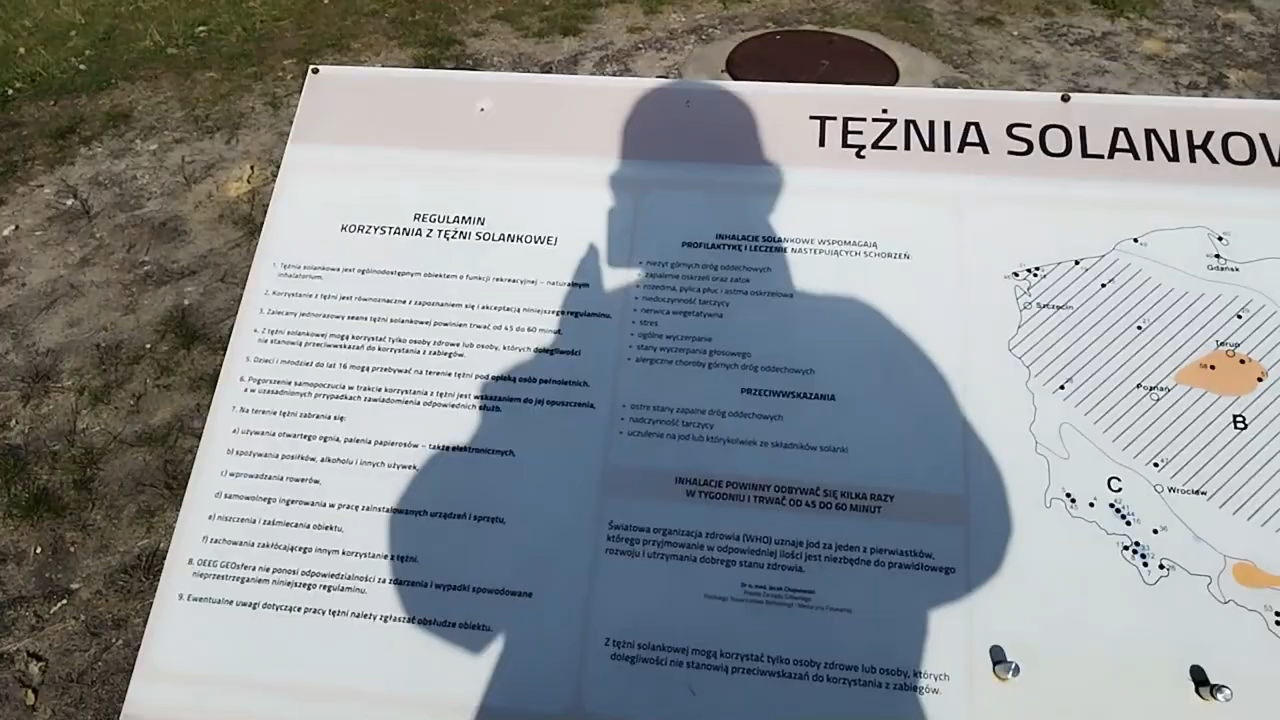 TĘŻNIA SOLANKOW
REGULAMIN
KORZYSTANIA Z TĘŻNI SOLANKOWEJ
1. Tężnia solankowa jest ogólnodostępnym obiektem o funkcji rekreacyjnej – naturalnym
inhalatorium.
2. Korzystanie z tężni jest równoznaczne z zapoznaniem się i akceptacją niniejszego regulaminu.
3. Zalecany jednorazowy seans tężni solankowej powinien trwać od 45 do 60 minut.
4. Z tężni solankowej mogą korzystać tylko osoby zdrowe lub osoby, których dolegliwości
nie stanowią przeciwwskazań do korzystania z zabiegów.
5. Dzieci i młodzież do lat 16 mogą przebywać na terenie tężni pod opieką osób pełnoletnich.
6. Pogorszenie samopoczucia w trakcie korzystania z tężni jest wskazaniem do jej opuszczenia,
a w uzasadnionych przypadkach zawiadomienia odpowiednich służb.
7. Na terenie tężni zabrania się:
a) używania otwartego ognia, palenia papierosów – także elektronicznych,
b) spożywania posiłków, alkoholu i innych używek,
c) wprowadzania rowerów,
d) samowolnego ingerowania w pracę zainstalowanych urządzeń i sprzętu,
e) niszczenia i zaśmiecania obiektu,
f) zachowania zakłócającego innym korzystanie z tężni.
8. OEEG GEOsfera nie ponosi odpowiedzialności za zdarzenia i wypadki spowodowane
nieprzestrzeganiem niniejszego regulaminu.
9. Ewentualne uwagi dotyczące pracy tężni należy zgłaszać obsłudze obiektu.
INHALACJE SOLANKOWE WSPOMAGAJĄ
PROFILAKTYKĘ I LECZENIE NASTĘPUJĄCYCH SCHORZEŃ:
• nieżyt górnych dróg oddechowych
• zapalenie oskrzeli oraz zatok
• rozedma, pylica płuc i astma oskrzelowa
• niedoczynność tarczycy
• nerwica wegetatywna
• stres
• ogólne wyczerpanie
• stany wyczerpania głosowego
• alergiczne choroby górnych dróg oddechowych
PRZECIWWSKAZANIA
• ostre stany zapalne dróg oddechowych
• nadczynność tarczycy
• uczulenie na jod lub którykolwiek ze składników solanki
INHALACJE POWINNY ODBYWAĆ SIĘ KILKA RAZY
W TYGODNIU I TRWAĆ OD 45 DO 60 MINUT
Światowa organizacja zdrowia (WHO) uznaje jod za jeden z pierwiastków,
którego przyjmowanie w odpowiedniej ilości jest niezbędne do prawidłowego
rozwoju i utrzymania dobrego stanu zdrowia.
Z tężni solankowej mogą korzystać tylko osoby zdrowe lub osoby, których
dolegliwości nie stanowią przeciwwskazań do korzystania z zabiegów.
Gdańsk
Szczecin
Toruń
Poznań
B
C
Wrocław